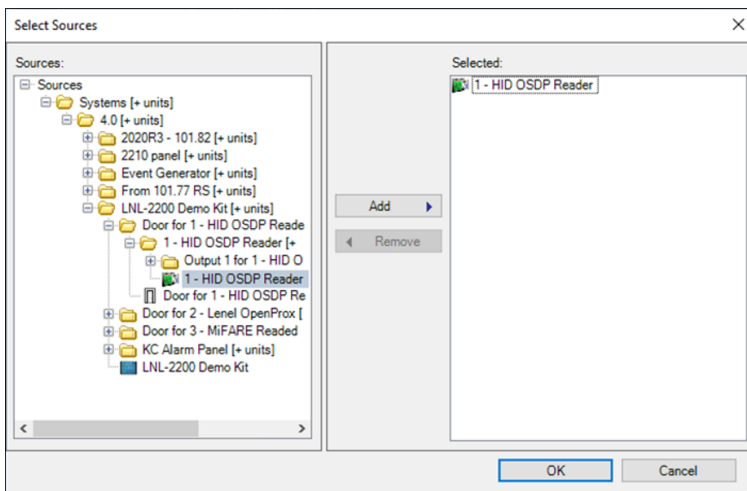 Select Sources
Sources:
Sources
Systems [+ units]
4.0 [+ units]
2020R3 - 101.82 [+ units]
2210 panel [+ units]
Event Generator [+ units]
From 101.77 RS [+ units]
LNL-2200 Demo Kit [+ units]
Door for 1 - HID OSDP Reade
1 - HID OSDP Reader [+
Output 1 for 1 - HID O
1 - HID OSDP Reader
Door for 1 - HID OSDP Re
Door for 2 - Lenel OpenProx [
Door for 3 - MiFARE Readed
KC Alarm Panel [+ units]
LNL-2200 Demo Kit
Add
Remove
Selected:
1 - HID OSDP Reader
OK
Cancel